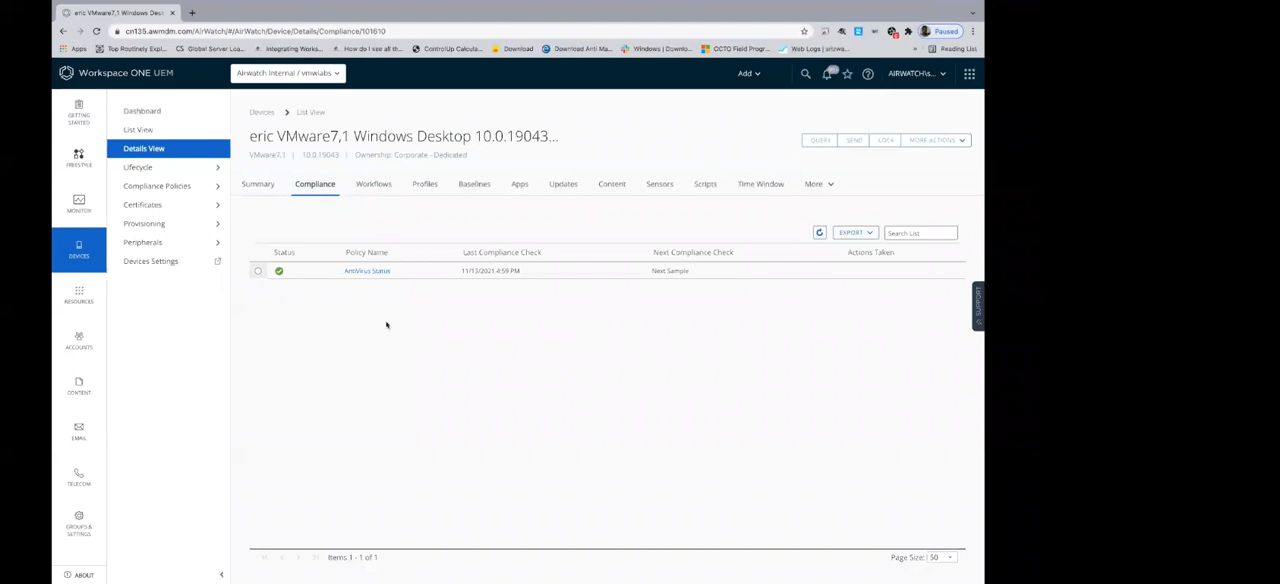 eric VMware7,1 Windows Desk
cn135.awmdm.com/AirWatch/#/AirWatch/Device/Details/Compliance/101610
Paused
Apps
Top Routinely Expl...
Global Server Loa...
Integrating Works...
How do I see all th...
ControlUp Calcula...
Download
Download Anti Ma...
Windows | Downlo...
OCTO Field Progr...
Web Logs | srizwa...
»
Reading List
Workspace ONE UEM
Airwatch Internal / vmwlabs
Add
AIRWATCH\s...
GETTING STARTED
FREESTYLE
MONITOR
DEVICES
RESOURCES
ACCOUNTS
CONTENT
EMAIL
TELECOM
GROUPS & SETTINGS
ABOUT
Dashboard
List View
Details View
Lifecycle
Compliance Policies
Certificates
Provisioning
Peripherals
Devices Settings
Devices > List View
eric VMware7,1 Windows Desktop 10.0.19043...
VMware7,1 | 10.0.19043 | Ownership: Corporate - Dedicated
QUERY SEND LOCK MORE ACTIONS
Summary Compliance Workflows Profiles Baselines Apps Updates Content Sensors Scripts Time Window More
EXPORT
Search List
Status Policy Name Last Compliance Check Next Compliance Check Actions Taken
AntiVirus Status 11/13/2021 4:59 PM Next Sample
SUPPORT
Items 1 - 1 of 1
Page Size: 50